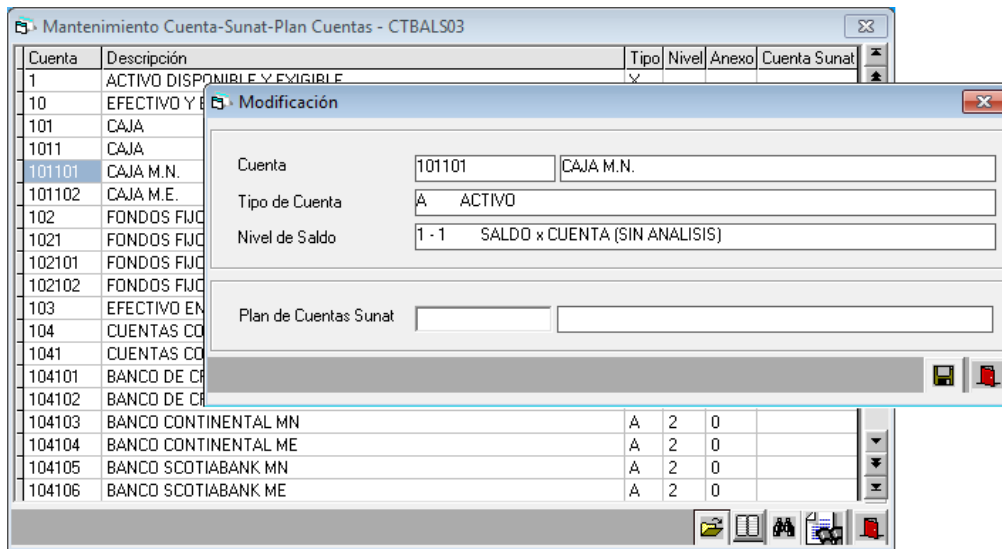 Mantenimiento Cuenta-Sunat-Plan Cuentas - CTBALS03
Cuenta Descripción Tipo Nivel Anexo Cuenta Sunat
1 ACTIVO DISPONIBLE Y EXIGIBLE X
10 EFECTIVO Y E
101 CAJA
1011 CAJA
101101 CAJA M.N.
101102 CAJA M.E.
102 FONDOS FIJO
1021 FONDOS FIJO
102101 FONDOS FIJO
102102 FONDOS FIJO
103 EFECTIVO EN
104 CUENTAS CO
1041 CUENTAS CO
104101 BANCO DE CR
104102 BANCO DE CR
104103 BANCO CONTINENTAL MN A 2 0
104104 BANCO CONTINENTAL ME A 2 0
104105 BANCO SCOTIABANK MN A 2 0
104106 BANCO SCOTIABANK ME A 2 0
Modificación
Cuenta 101101 CAJA M.N.
Tipo de Cuenta A ACTIVO
Nivel de Saldo 1 - 1 SALDO x CUENTA (SIN ANALISIS)
Plan de Cuentas Sunat